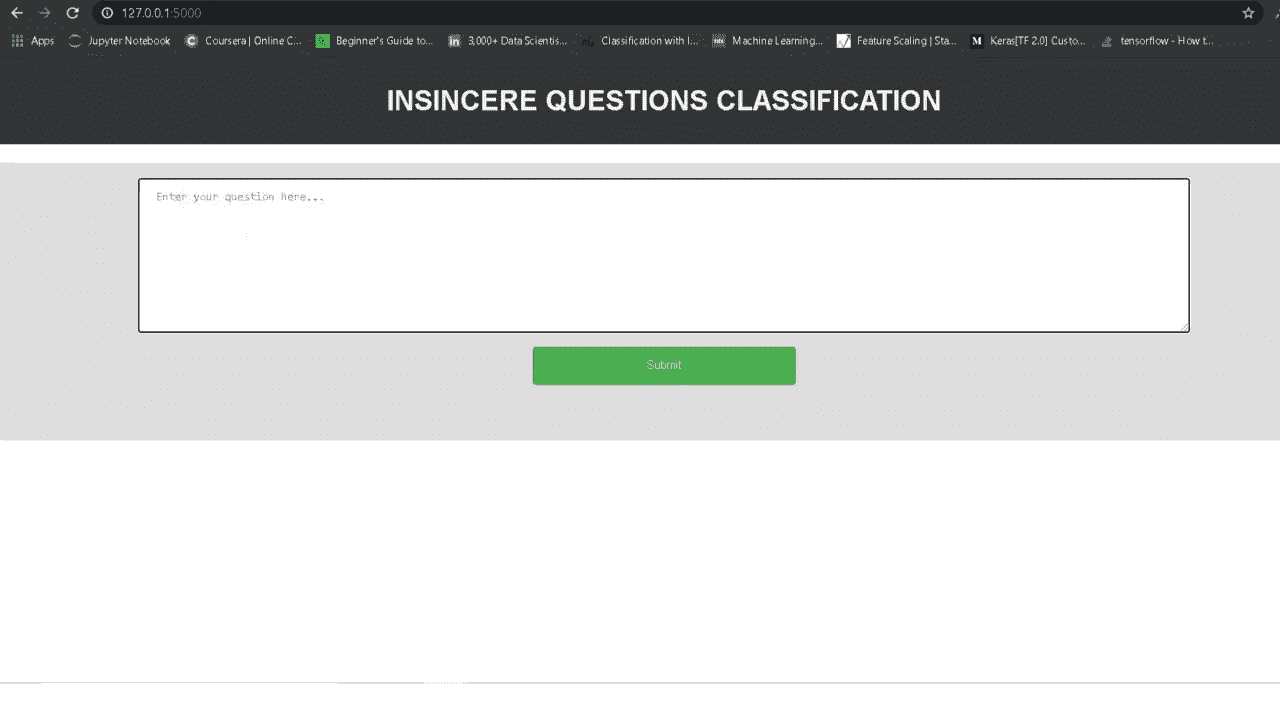 127.0.0.1:5000
Apps Jupyter Notebook Coursera | Online C... Beginner's Guide to... in 3,000+ Data Scientis... Classification with I... Machine Learning... Feature Scaling | Sta... M Keras[TF 2.0] Custo... tensorflow - How t...
INSINCERE QUESTIONS CLASSIFICATION
Enter your question here...
Submit